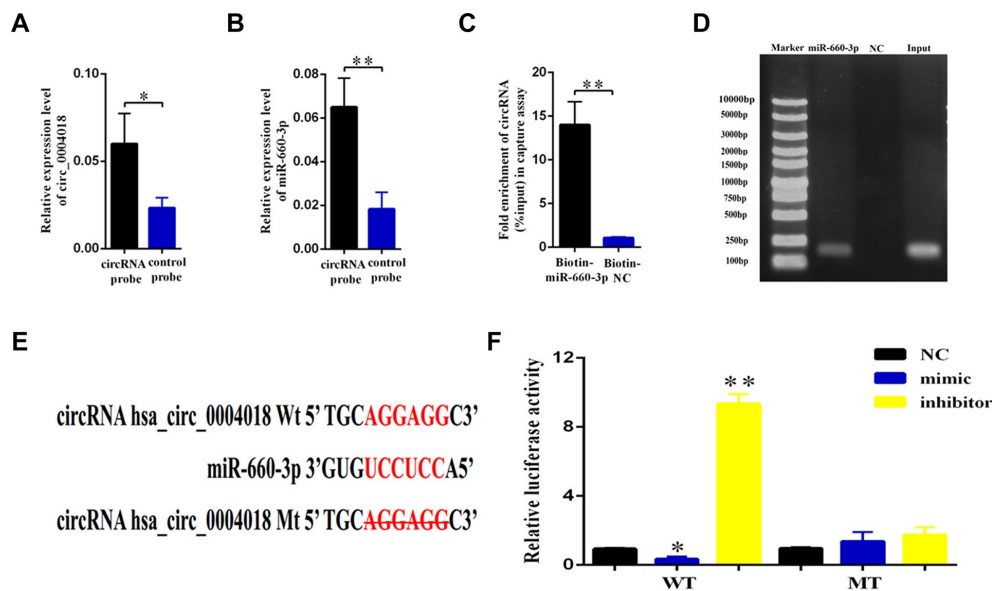 A
Relative expression level
of circ_0004018
0.10
0.05
0.00
*
circRNA
probe
control
probe
B
Relative expression level
of miR-660-3p
0.08
0.06
0.04
0.02
0.00
**
circRNA
probe
control
probe
C
Fold enrichment of circRNA
(%input) in capture assay
20
15
10
5
0
**
Biotin-
miR-660-3p
Biotin-
NC
D
Marker miR-660-3p NC Input
10000bp
5000bp
3000bp
2000bp
1500bp
1000bp
750bp
500bp
250bp
100bp
E
circRNA hsa_circ_0004018 Wt 5’ TGCAGGAGGC3’
miR-660-3p 3’GUGUCCUCCA5’
circRNA hsa_circ_0004018 Mt 5’ TGCAGGAGGC3’
F
Relative luciferase activity
12
8
4
0
*
**
WT
MT
NC
mimic
inhibitor